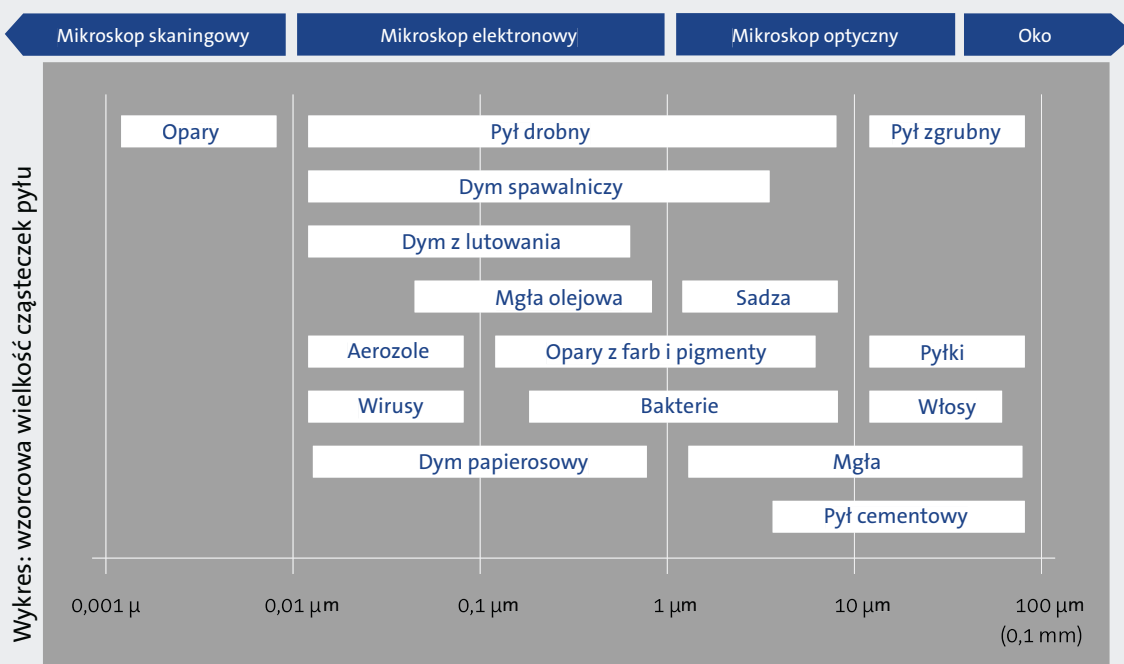 Mikroskop skaningowy
Mikroskop elektronowy
Mikroskop optyczny
Oko
Wykres: wzorcowa wielkość cząsteczek pyłu
Opary
Pył drobny
Pył zgrubny
Dym spawalniczy
Dym z lutowania
Mgła olejowa
Sadza
Aerozole
Opary z farb i pigmenty
Pyłki
Wirusy
Bakterie
Włosy
Dym papierosowy
Mgła
Pył cementowy
0,001 µ
0,01 µm
0,1 µm
1 µm
10 µm
100 µm
(0,1 mm)